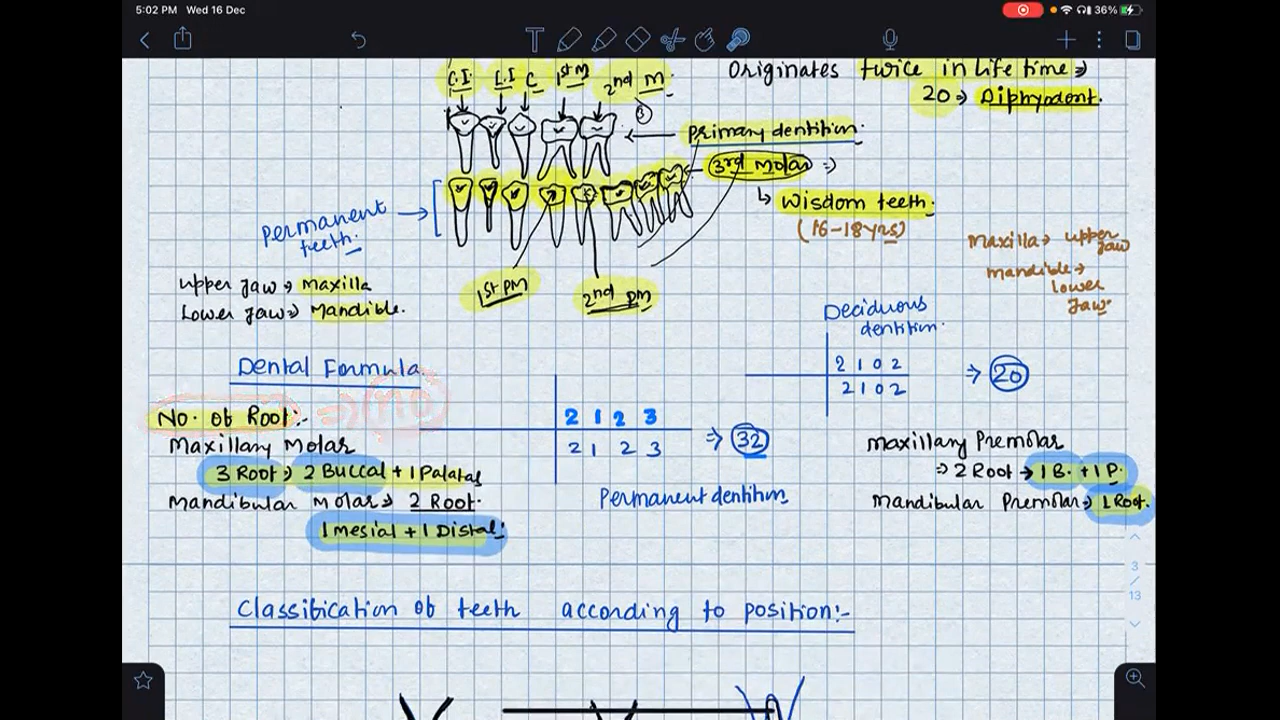 5:02 PM Wed 16 Dec
36%
C.I. L.I C 1st M 2nd M
Originates twice in life time ⇒
20 ⇒ Diphyodont.
Primary dentition
3rd Molar ⇒
↳ Wisdom teeth
(16-18yrs)
Permanent → teeth
Maxilla → upper Jaw
mandible → lower Jaw
1st PM
2nd PM
Upper Jaw → Maxilla
Lower Jaw ⇒ Mandible.
Deciduous dentition
2 1 0 2
2 1 0 2
⇒ 20
Dental Formula
No. of Root:- ⇒ no
2 1 2 3
2 1 2 3
⇒ 32
Permanent dentition
Maxillary Molar
3 Root ⇒ 2 Buccal + 1 Palatal
Mandibular molar ⇒ 2 Root.
1 mesial + 1 Distal
Maxillary Premolar
⇒ 2 Root → 1 B. + 1 P.
Mandibular Premolar ⇒ 1 Root.
3
/
13
Classification of teeth according to position:-